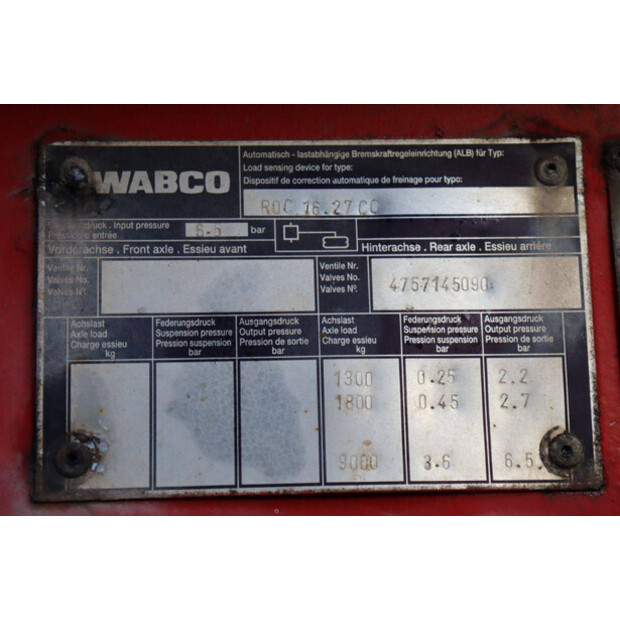 WABCO
Automatisch - lastabhängige Bremskraftregeleinrichtung (ALB) für Typ:
Load sensing device for type:
Dispositif de correction automatique de freinage pour type:
ROC 16.27 CC
druck . Input pressure
entrée
6.5 bar
Vorderachse . Front axle . Essieu avant
Hinterachse . Rear axle . Essieu arrière
Ventile Nr.
Valves No.
Valves Nº.
Ventile Nr.
Valves No.
Valves Nº.
4757145090
Achslast Federungsdruck Ausgangsdruck Achslast Federungsdruck Ausgangsdruck
Axle load Suspension pressure Output pressure Axle load Suspension pressure Output pressure
Charge essieu Pression suspension Pression de sortie Charge essieu Pression suspension Pression de sortie
kg bar bar kg bar bar
1300 0.25 2.2
1800 0.45 2.7
9000 3.6 6.5